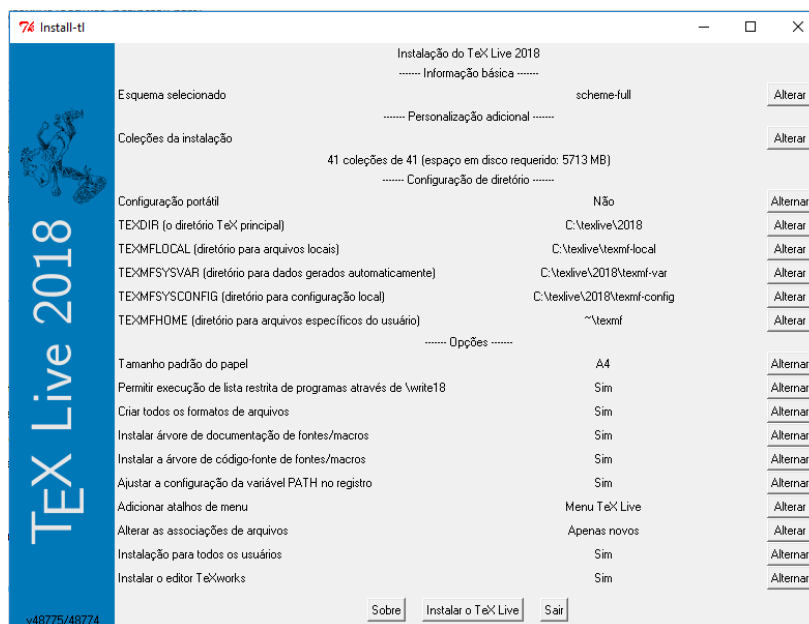 Install-tl
Instalação do TeX Live 2018
------- Informação básica -------
Esquema selecionado scheme-full Alterar
------- Personalização adicional -------
Coleções da instalação Alterar
41 coleções de 41 (espaço em disco requerido: 5713 MB)
------- Configuração de diretório -------
Configuração portátil Não Alternar
TEXDIR (o diretório TeX principal) C:\texlive\2018 Alterar
TEXMFLOCAL (diretório para arquivos locais) C:\texlive\texmf-local Alterar
TEXMFSYSVAR (diretório para dados gerados automaticamente) C:\texlive\2018\texmf-var Alterar
TEXMFSYSCONFIG (diretório para configuração local) C:\texlive\2018\texmf-config Alterar
TEXMFHOME (diretório para arquivos específicos do usuário) ~\texmf Alterar
------- Opções -------
Tamanho padrão do papel A4 Alternar
Permitir execução de lista restrita de programas através de \write18 Sim Alternar
Criar todos os formatos de arquivos Sim Alternar
Instalar árvore de documentação de fontes/macros Sim Alternar
Instalar a árvore de código-fonte de fontes/macros Sim Alternar
Ajustar a configuração da variável PATH no registro Sim Alternar
Adicionar atalhos de menu Menu TeX Live Alterar
Alterar as associações de arquivos Apenas novos Alterar
Instalação para todos os usuários Sim Alternar
Instalar o editor TeXworks Sim Alternar
Sobre Instalar o TeX Live Sair
TEX Live 2018
v48775/48774